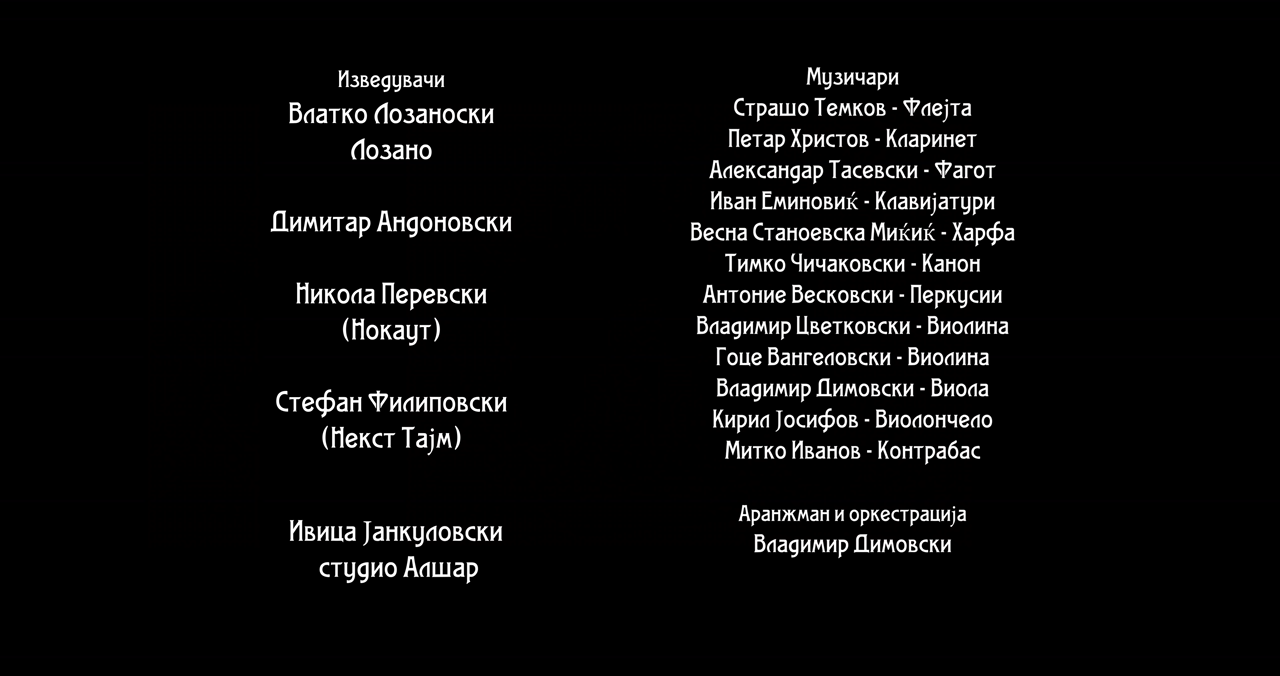 Изведувачи
Влатко Лозаноски
Лозано
Димитар Андоновски
Никола Перевски
(Нокаут)
Стефан Филиповски
(Некст Тајм)
Ивица Јанкуловски
студио Алшар
Музичари
Страшо Темков - Флејта
Петар Христов - Кларинет
Александар Тасевски - Фагот
Иван Еминовиќ - Клавијатури
Весна Станоевска Миќиќ - Харфа
Тимко Чичаковски - Канон
Антоние Весковски - Перкусии
Владимир Цветковски - Виолина
Гоце Вангеловски - Виолина
Владимир Димовски - Виола
Кирил Јосифов - Виолончело
Митко Иванов - Контрабас
Аранжман и оркестрација
Владимир Димовски